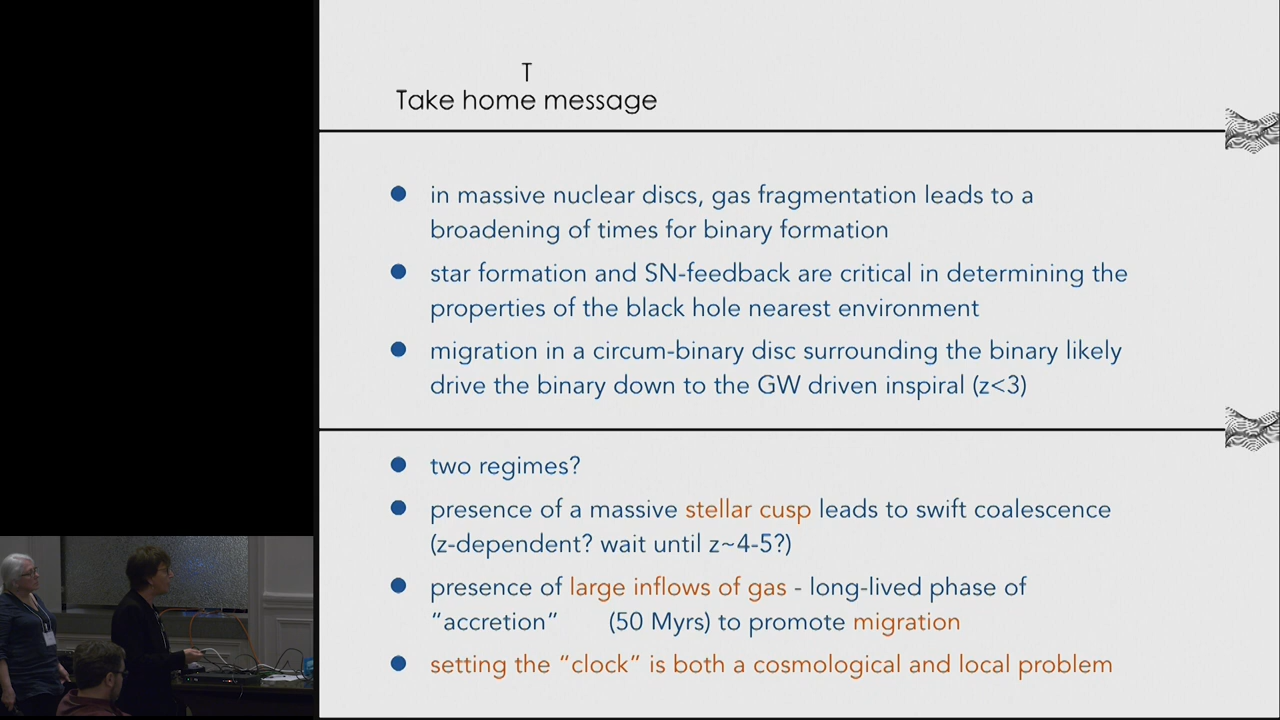 T
Take home message
in massive nuclear discs, gas fragmentation leads to a
broadening of times for binary formation
star formation and SN-feedback are critical in determining the
properties of the black hole nearest environment
migration in a circum-binary disc surrounding the binary likely
drive the binary down to the GW driven inspiral (z<3)
two regimes?
presence of a massive stellar cusp leads to swift coalescence
(z-dependent? wait until z~4-5?)
presence of large inflows of gas - long-lived phase of
“accretion” (50 Myrs) to promote migration
setting the “clock” is both a cosmological and local problem